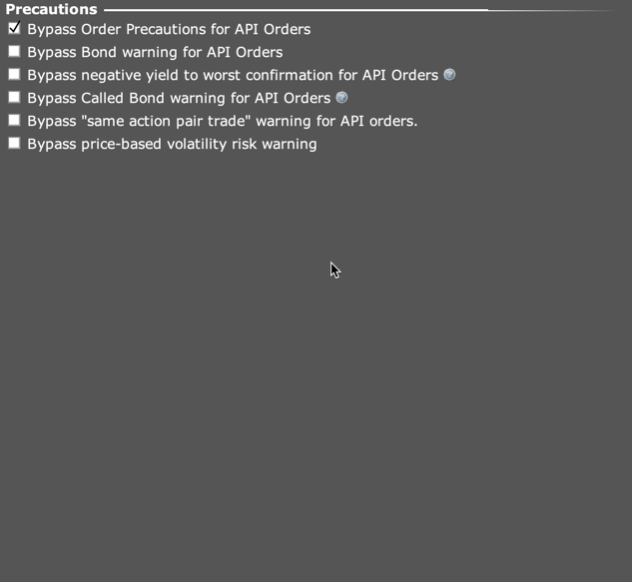 Precautions
Bypass Order Precautions for API Orders
Bypass Bond warning for API Orders
Bypass negative yield to worst confirmation for API Orders
Bypass Called Bond warning for API Orders
Bypass "same action pair trade" warning for API orders.
Bypass price-based volatility risk warning